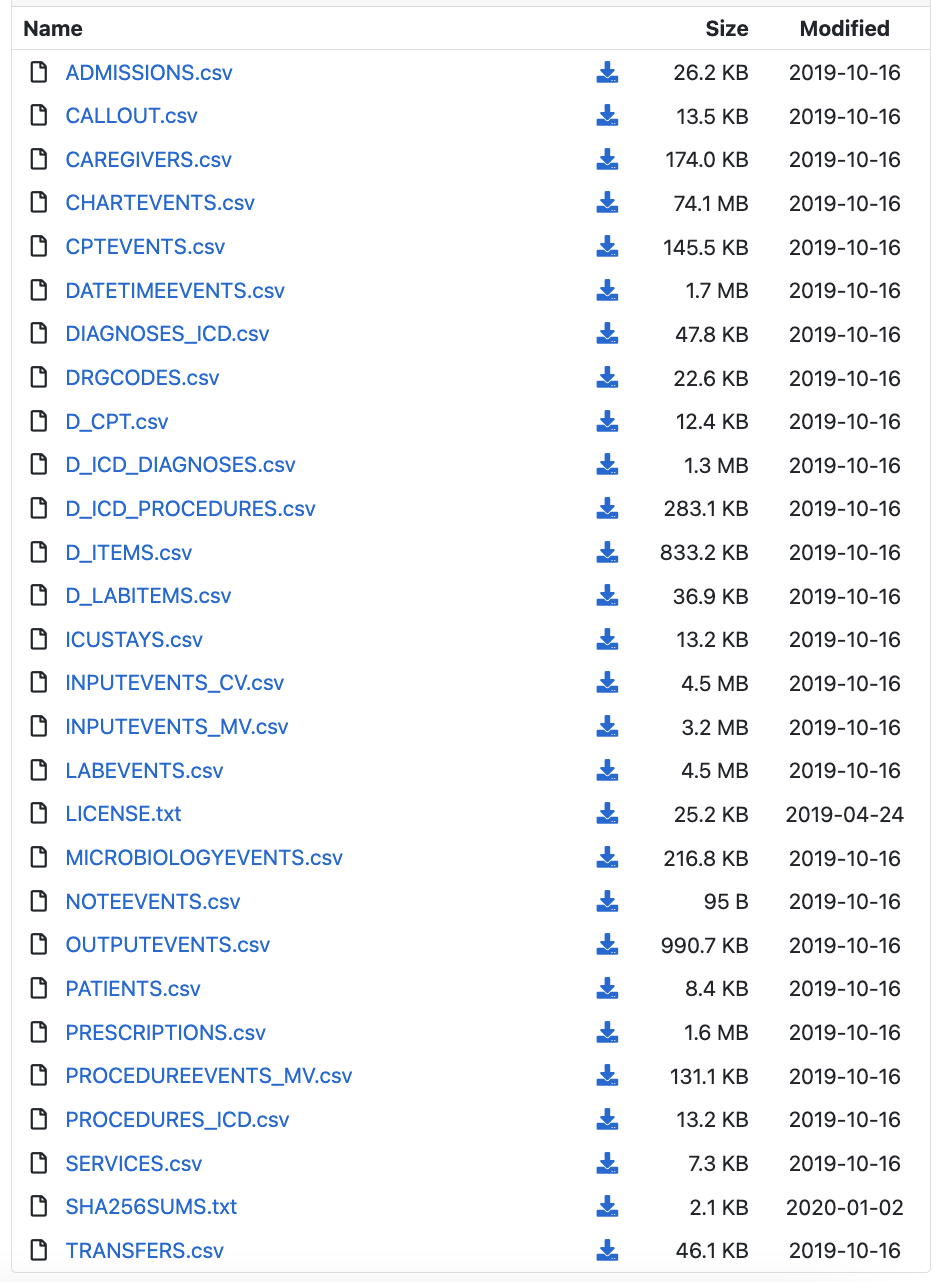 Name Size Modified
ADMISSIONS.csv 26.2 KB 2019-10-16
CALLOUT.csv 13.5 KB 2019-10-16
CAREGIVERS.csv 174.0 KB 2019-10-16
CHARTEVENTS.csv 74.1 MB 2019-10-16
CPTEVENTS.csv 145.5 KB 2019-10-16
DATETIMEEVENTS.csv 1.7 MB 2019-10-16
DIAGNOSES_ICD.csv 47.8 KB 2019-10-16
DRGCODES.csv 22.6 KB 2019-10-16
D_CPT.csv 12.4 KB 2019-10-16
D_ICD_DIAGNOSES.csv 1.3 MB 2019-10-16
D_ICD_PROCEDURES.csv 283.1 KB 2019-10-16
D_ITEMS.csv 833.2 KB 2019-10-16
D_LABITEMS.csv 36.9 KB 2019-10-16
ICUSTAYS.csv 13.2 KB 2019-10-16
INPUTEVENTS_CV.csv 4.5 MB 2019-10-16
INPUTEVENTS_MV.csv 3.2 MB 2019-10-16
LABEVENTS.csv 4.5 MB 2019-10-16
LICENSE.txt 25.2 KB 2019-04-24
MICROBIOLOGYEVENTS.csv 216.8 KB 2019-10-16
NOTEEVENTS.csv 95 B 2019-10-16
OUTPUTEVENTS.csv 990.7 KB 2019-10-16
PATIENTS.csv 8.4 KB 2019-10-16
PRESCRIPTIONS.csv 1.6 MB 2019-10-16
PROCEDUREEVENTS_MV.csv 131.1 KB 2019-10-16
PROCEDURES_ICD.csv 13.2 KB 2019-10-16
SERVICES.csv 7.3 KB 2019-10-16
SHA256SUMS.txt 2.1 KB 2020-01-02
TRANSFERS.csv 46.1 KB 2019-10-16